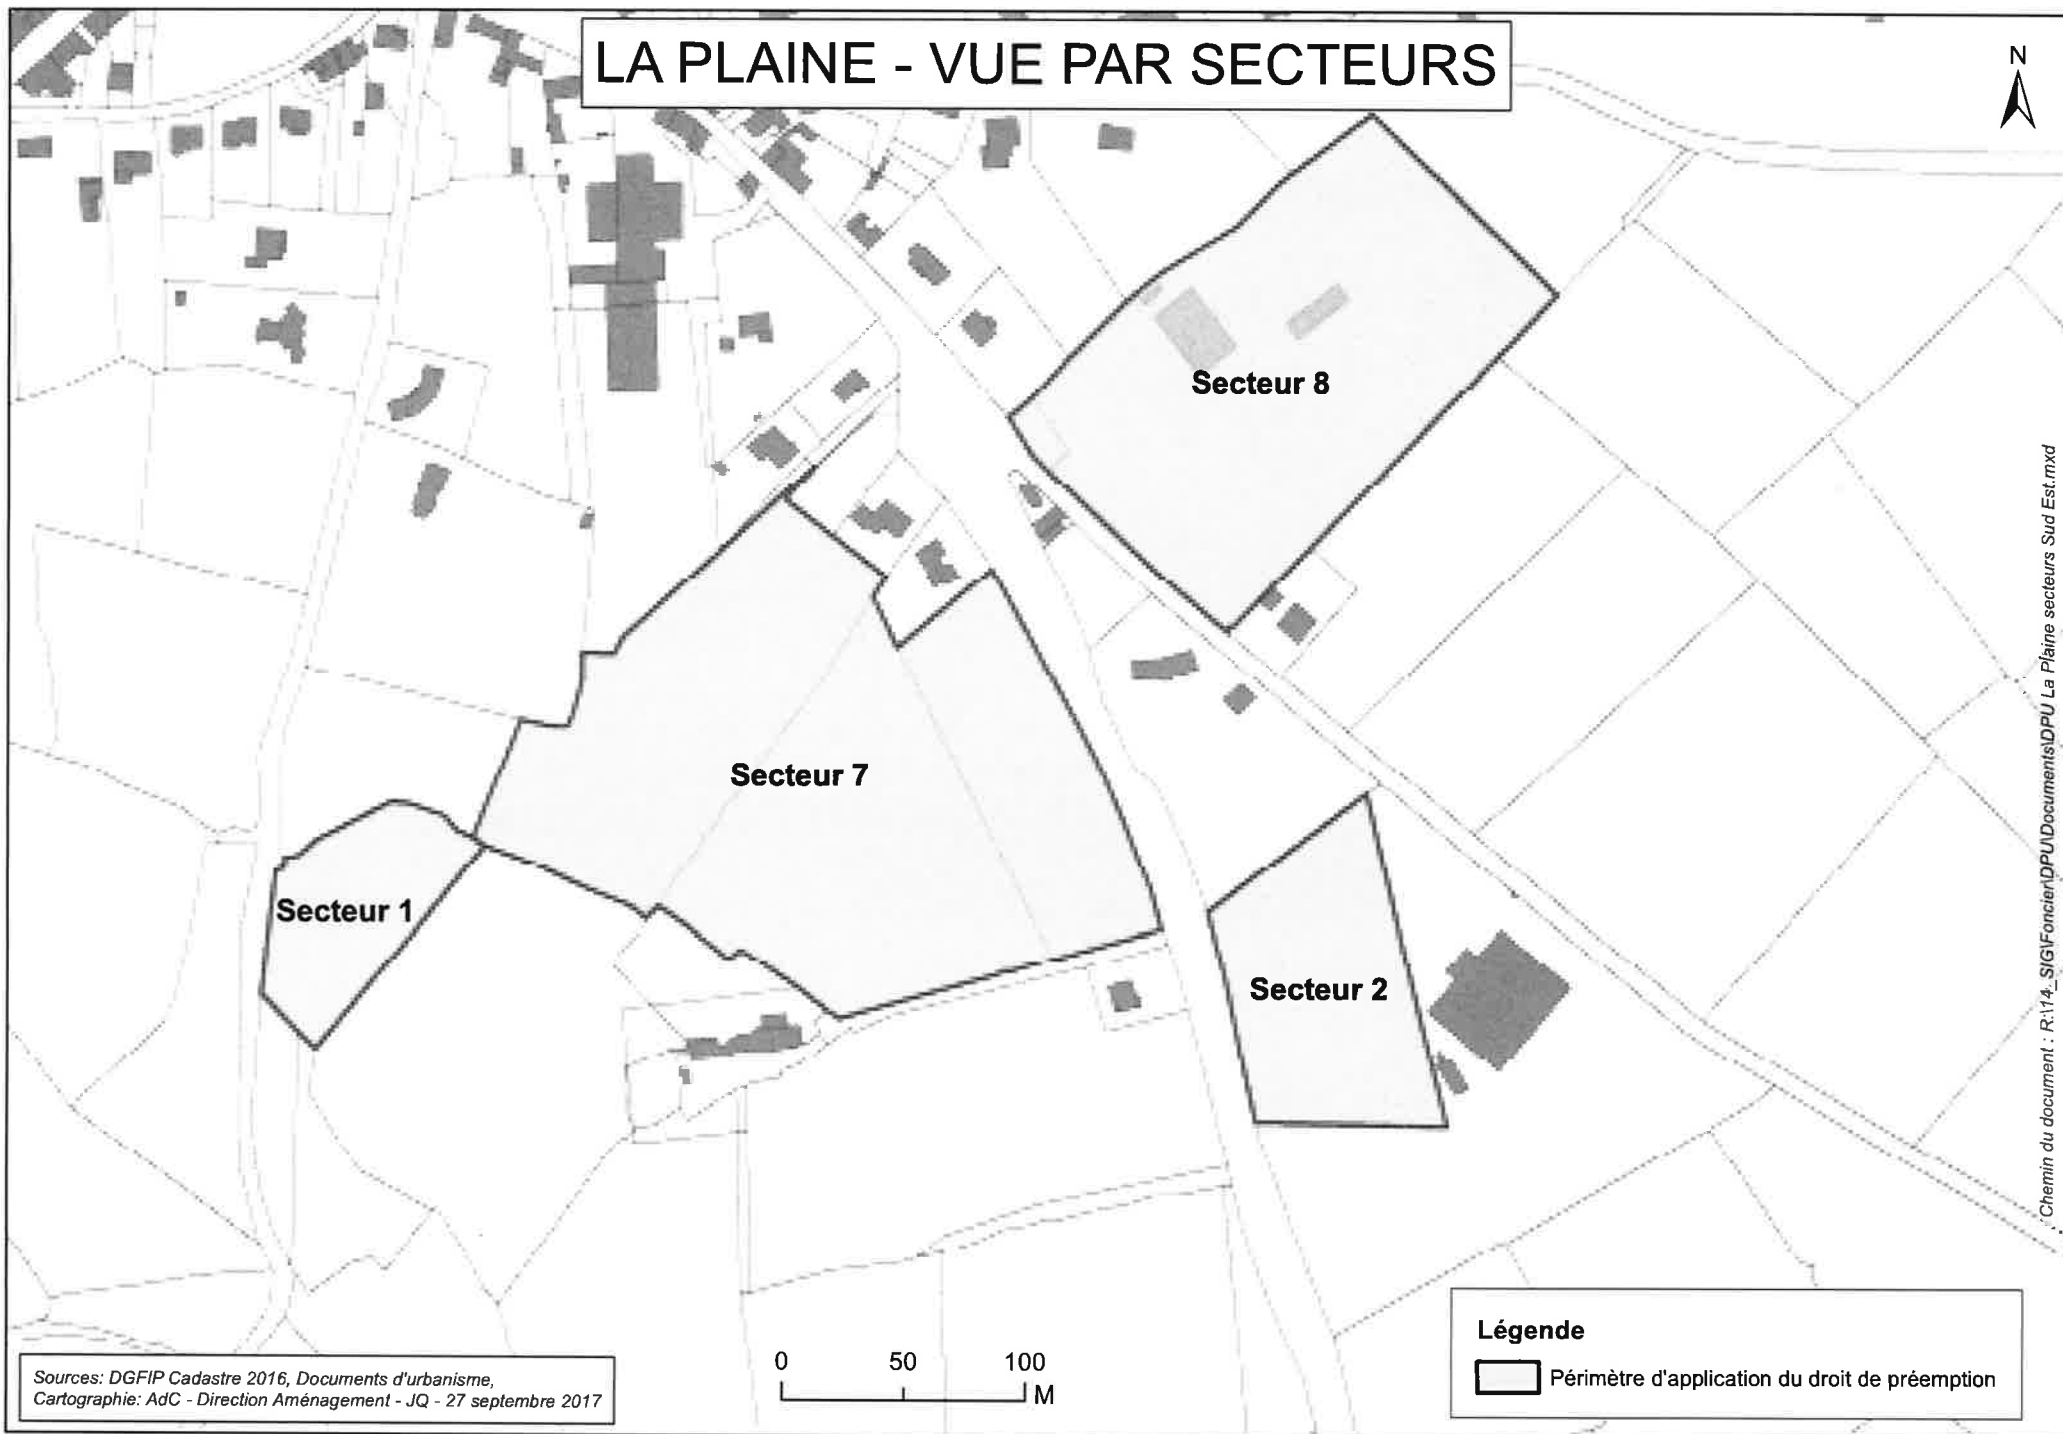 LA PLAINE - VUE PAR SECTEURS
N
Secteur 8
Secteur 7
Secteur 1
Secteur 2
Chemin du document : R:\14_SIG\Foncier\DPU\Documents\DPU La Plaine secteurs Sud Est.mxd
Légende
Périmètre d'application du droit de préemption
0 50 100
M
Sources: DGFIP Cadastre 2016, Documents d'urbanisme,
Cartographie: AdC - Direction Aménagement - JQ - 27 septembre 2017